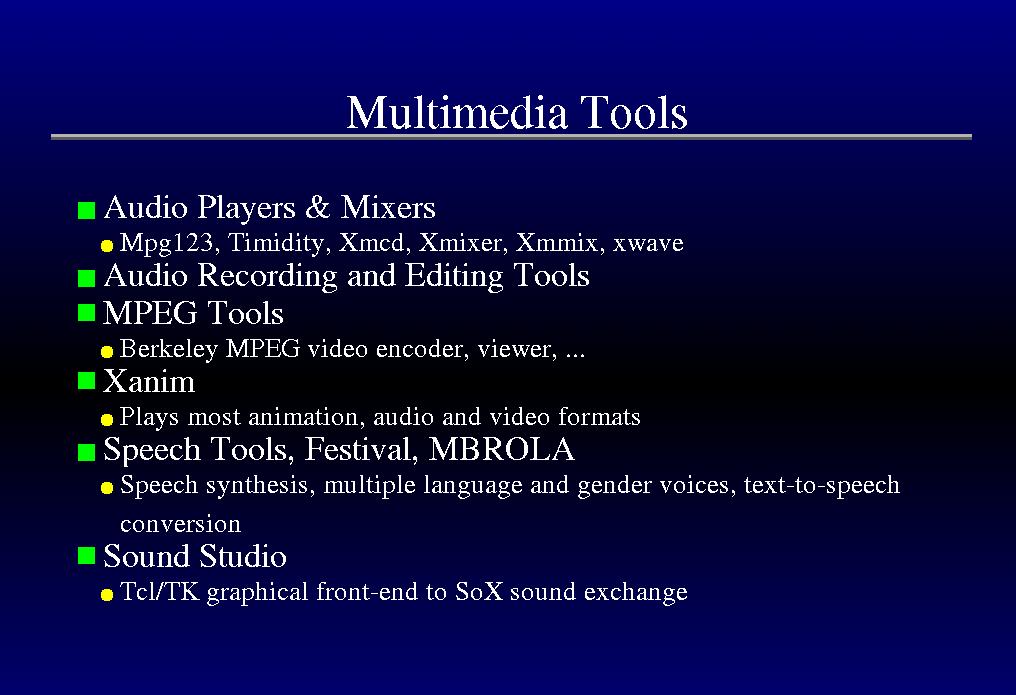 Multimedia Tools
Audio Players & Mixers
Mpg123, Timidity, Xmcd, Xmixer, Xmmix, xwave
Audio Recording and Editing Tools
MPEG Tools
Berkeley MPEG video encoder, viewer, ...
Xanim
Plays most animation, audio and video formats
Speech Tools, Festival, MBROLA
Speech synthesis, multiple language and gender voices, text-to-speech
conversion
Sound Studio
Tcl/TK graphical front-end to SoX sound exchange